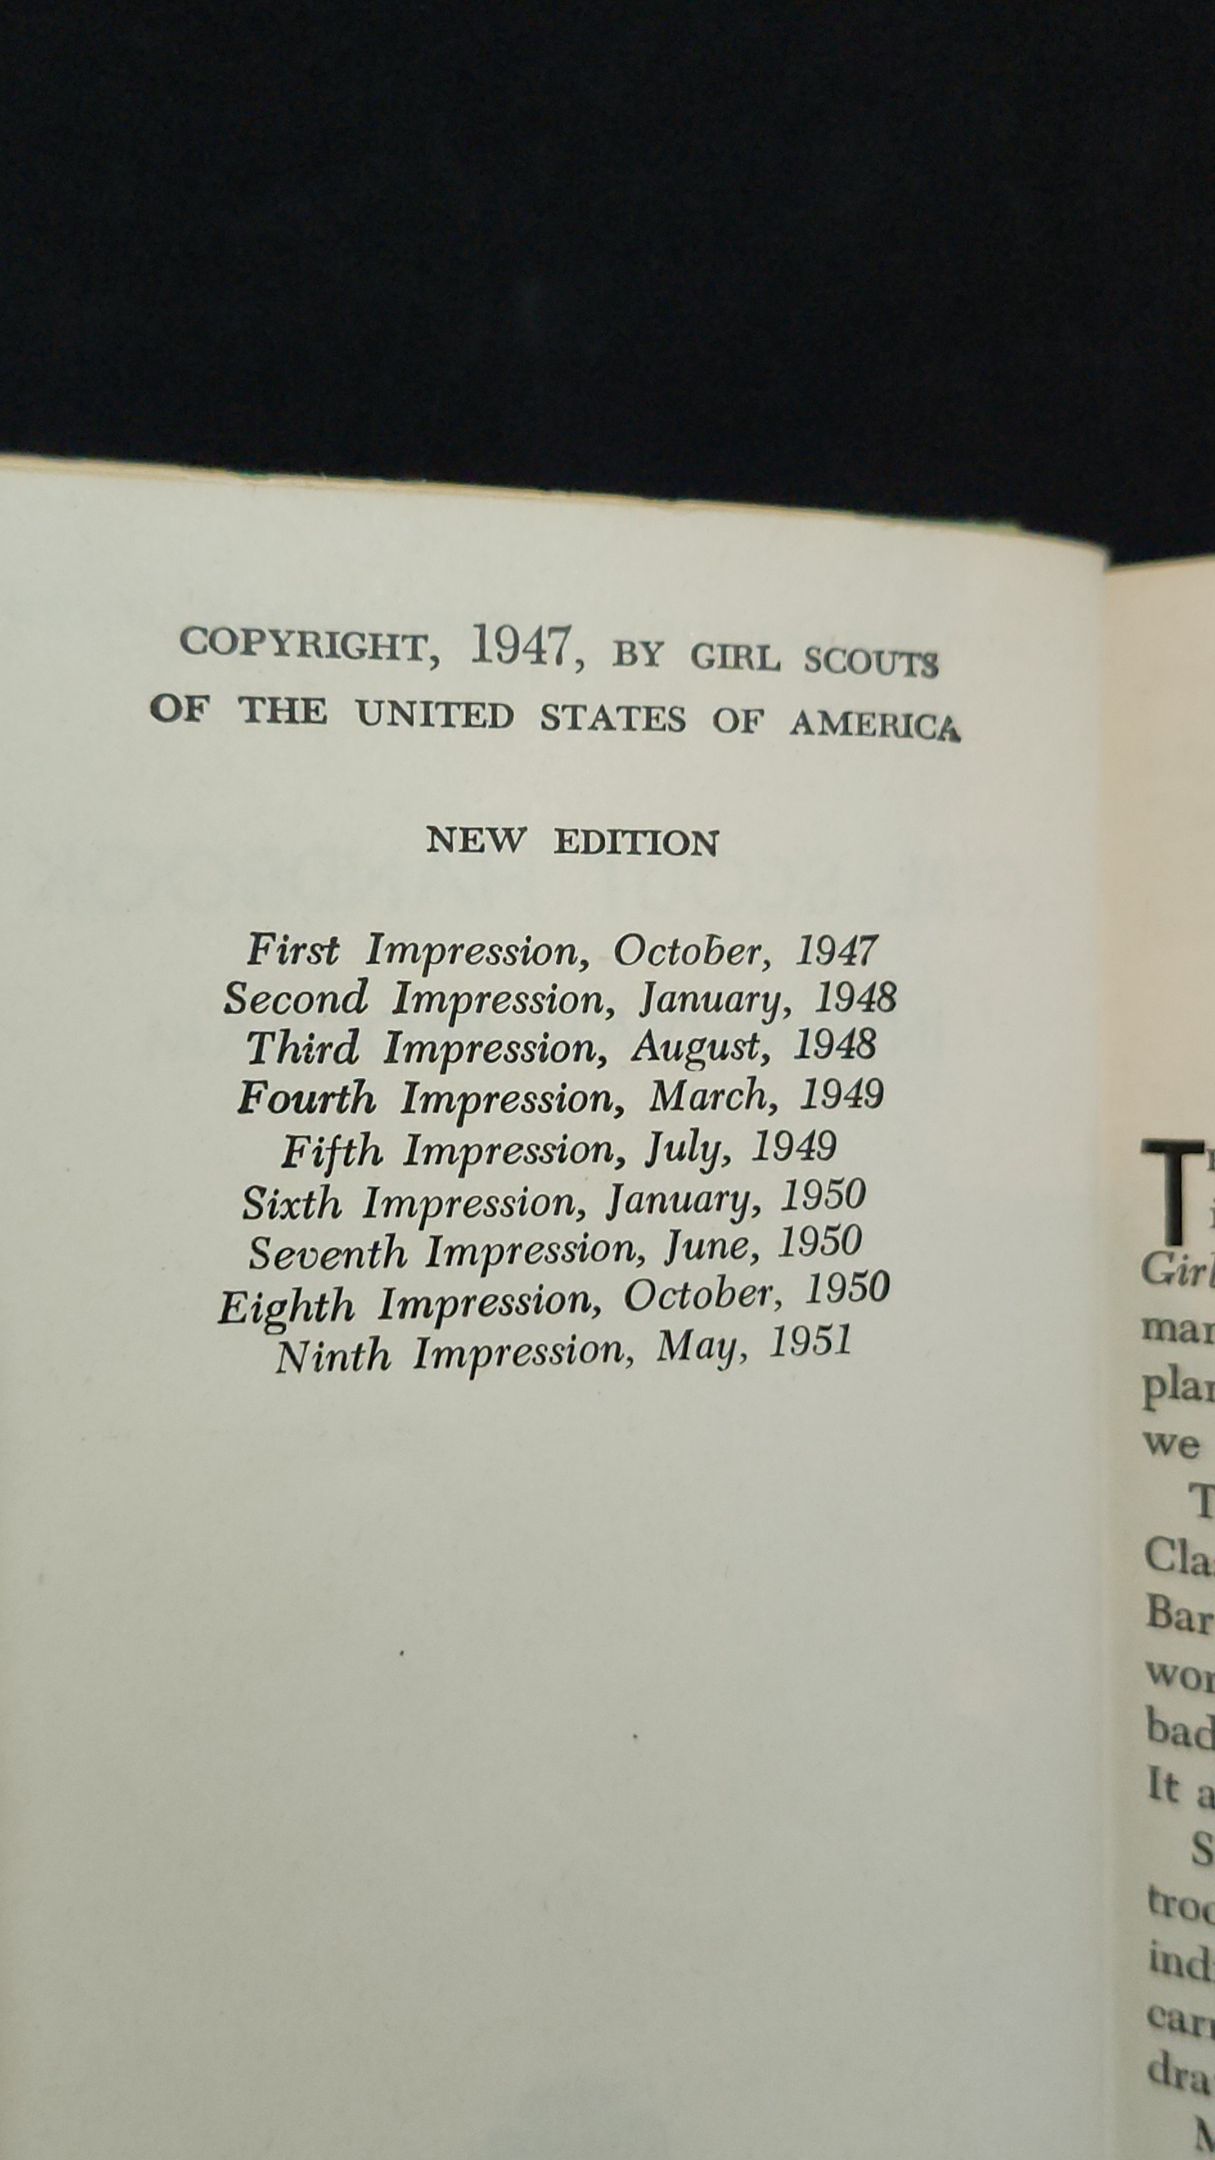 COPYRIGHT, 1947, BY GIRL SCOUTS
OF THE UNITED STATES OF AMERICA
NEW EDITION
First Impression, October, 1947
Second Impression, January, 1948
Third Impression, August, 1948
Fourth Impression, March, 1949
Fifth Impression, July, 1949
Sixth Impression, January, 1950
Seventh Impression, June, 1950
Eighth Impression, October, 1950
Ninth Impression, May, 1951
we
It